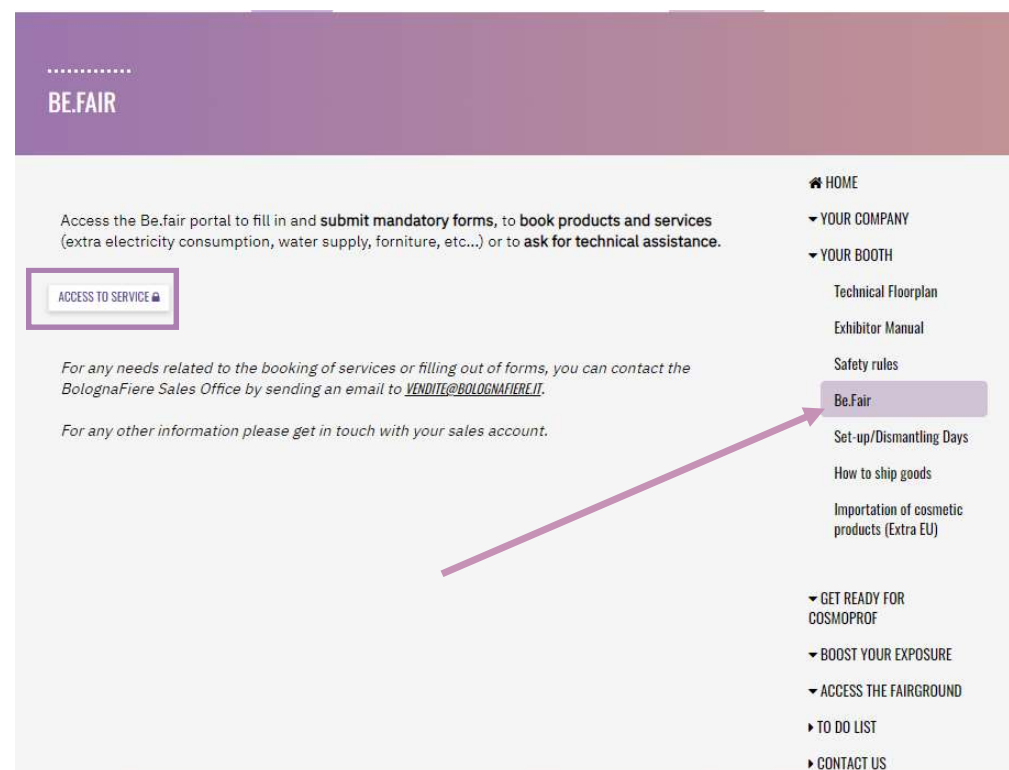 BE.FAIR
Access the Be.fair portal to fill in and submit mandatory forms, to book products and services
(extra electricity consumption, water supply, forniture, etc...) or to ask for technical assistance.
ACCESS TO SERVICE
For any needs related to the booking of services or filling out of forms, you can contact the
BolognaFiere Sales Office by sending an email to VENDITE@BOLOGNAFIERE.IT.
For any other information please get in touch with your sales account.
HOME
YOUR COMPANY
YOUR BOOTH
Technical Floorplan
Exhibitor Manual
Safety rules
Be.Fair
Set-up/Dismantling Days
How to ship goods
Importation of cosmetic
products (Extra EU)
GET READY FOR
COSMOPROF
BOOST YOUR EXPOSURE
ACCESS THE FAIRGROUND
TO DO LIST
CONTACT US